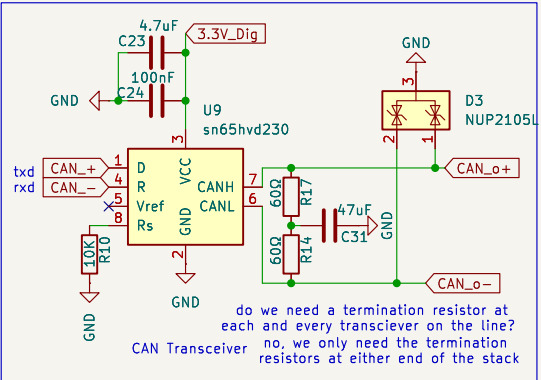 4.7uF
C23
3.3V_Dig
100nF
C24
GND
GND
3
D3
NUP2105L
2
1
U9
sn65hvd230
3
VCC
txd
CAN_+
1
D
rxd
CAN_-
4
R
5
Vref
8
Rs
CANH
7
CANL
6
GND
2
GND
10K
R10
GND
60Ω
R17
60Ω
R14
47uF
C31
GND
CAN_o+
CAN_o-
do we need a termination resistor at
each and every transciever on the line?
no, we only need the termination
resistors at either end of the stack
CAN Transceiver